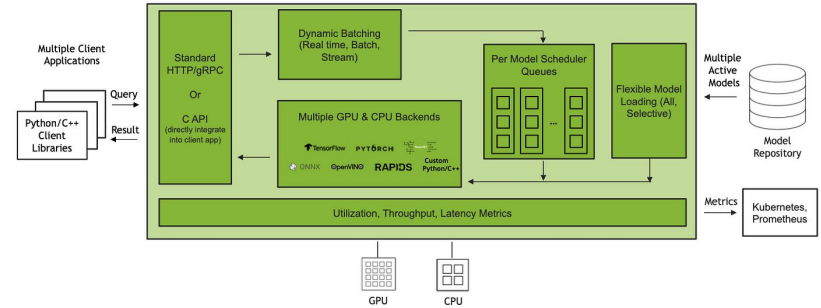 Multiple Client
Applications
Python/C++
Client
Libraries
Query
Result
Standard
HTTP/gRPC
Or
C API
(directly integrate
into client app)
Dynamic Batching
(Real time, Batch,
Stream)
Multiple GPU & CPU Backends
TensorFlow PYTORCH
ONNX OpenVINO RAPIDS Custom
Python/C++
Per Model Scheduler
Queues
...
Flexible Model
Loading (All,
Selective)
Multiple
Active
Models
Model
Repository
Utilization, Throughput, Latency Metrics
Metrics
Kubernetes,
Prometheus
GPU
CPU